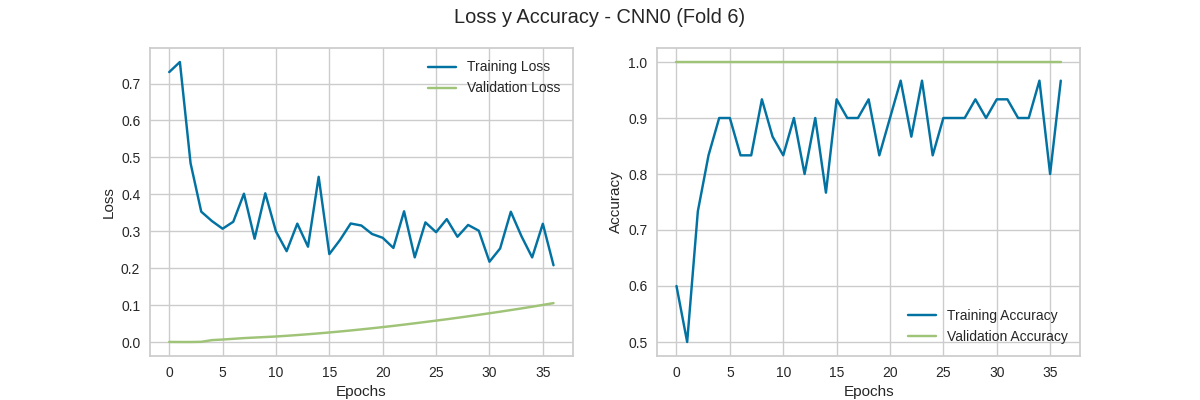 Loss y Accuracy - CNN0 (Fold 6)
Training Loss
Validation Loss
0.7
0.6
0.5
0.4
0.3
0.2
0.1
0.0
Loss
0 5 10 15 20 25 30 35
Epochs
1.0
0.9
0.8
0.7
0.6
0.5
Accuracy
Training Accuracy
Validation Accuracy
0 5 10 15 20 25 30 35
Epochs